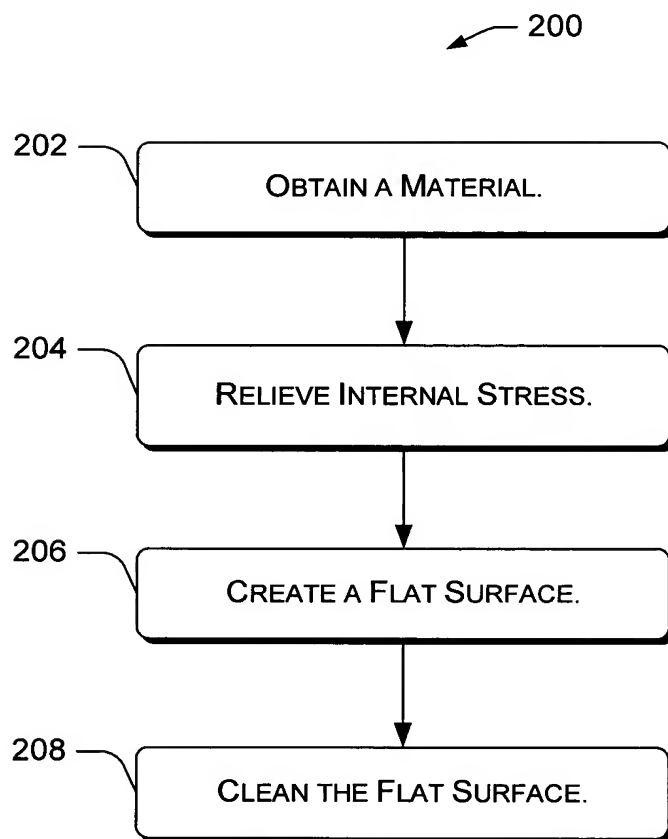 200
202
OBTAIN A MATERIAL.
204
RELIEVE INTERNAL STRESS.
206
CREATE A FLAT SURFACE.
208
CLEAN THE FLAT SURFACE.